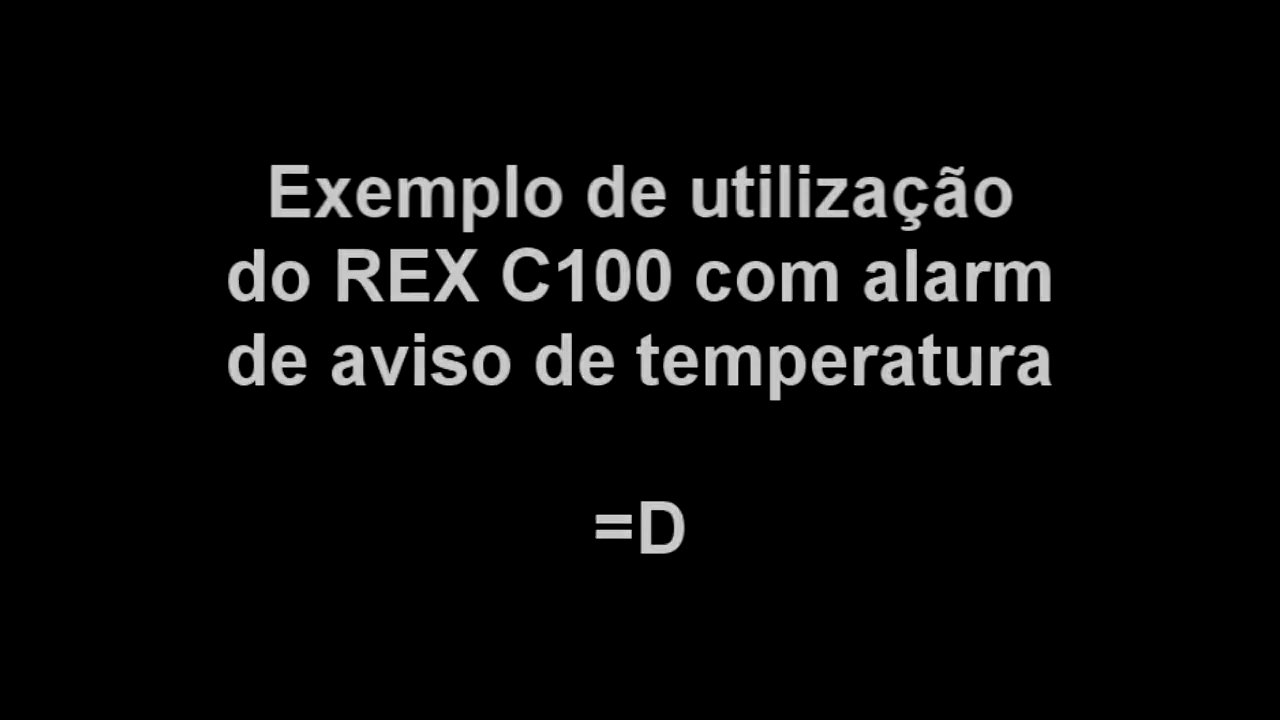 Exemplo de utilização
do REX C100 com alarm
de aviso de temperatura
=D